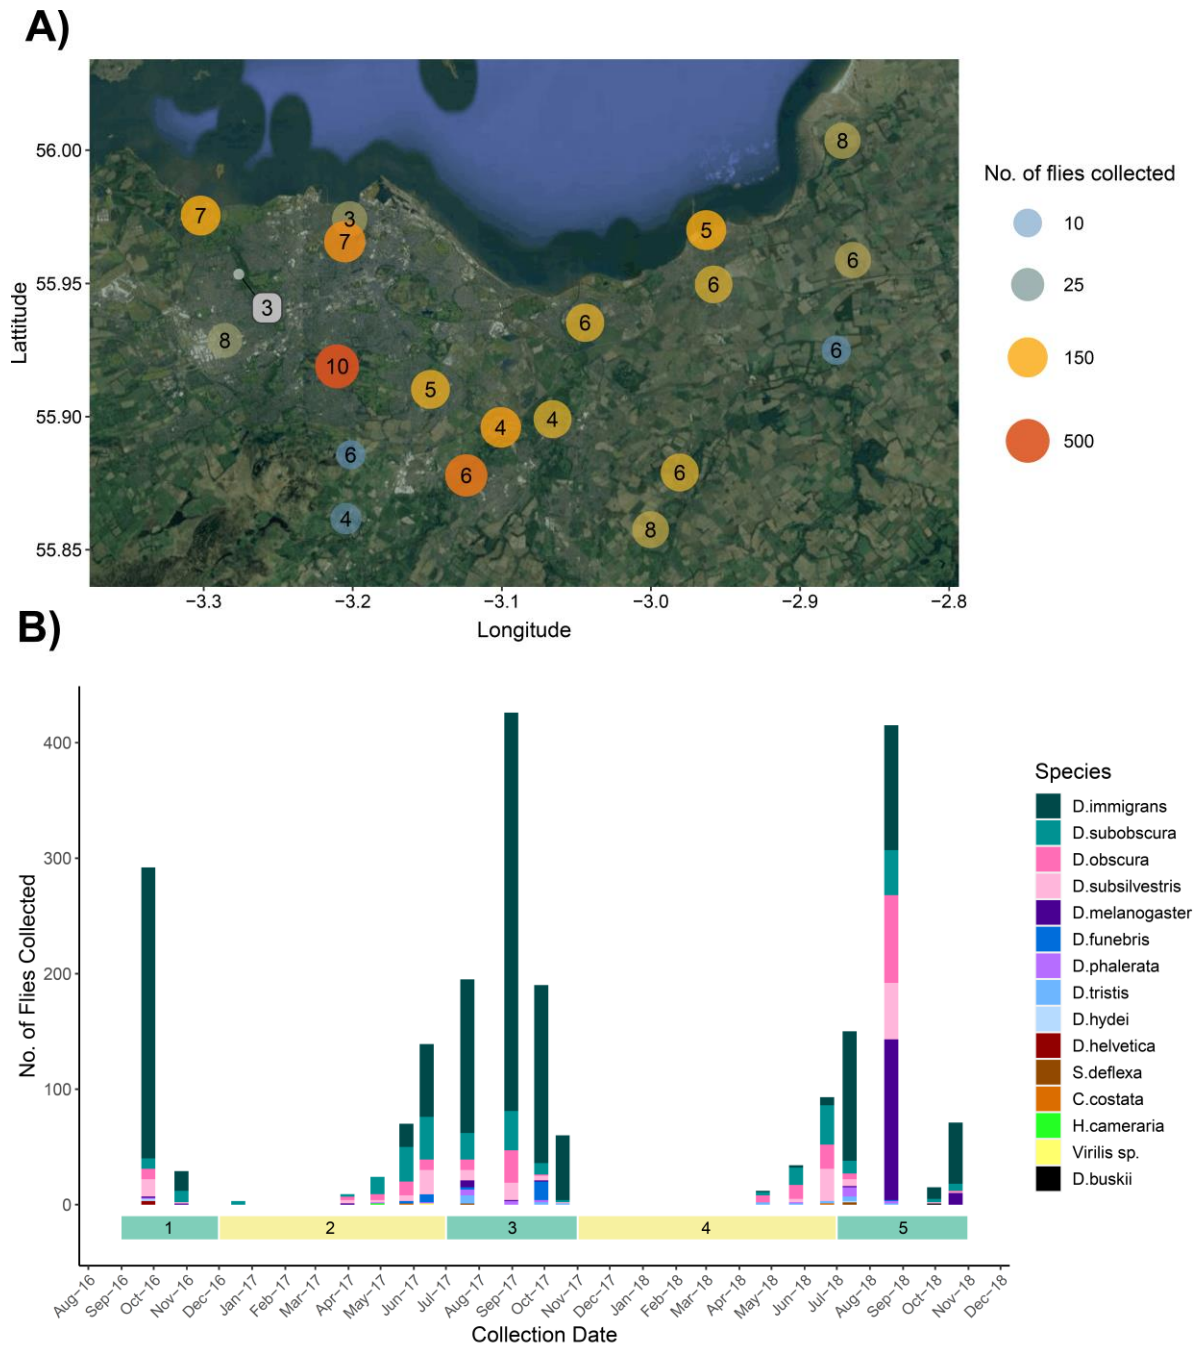 A)
56.00
55.95
55.90
55.85
Lattitude
8
7
3
7
5
6
6
3
8
6
6
10
5
4
4
6
6
6
4
8
−3.3
−3.2
−3.1
−3.0
−2.9
−2.8
Longitude
No. of flies collected
10
25
150
500
B)
400
300
200
100
0
No. of Flies Collected
1
2
3
4
5
Aug−16
Sep−16
Oct−16
Nov−16
Dec−16
Jan−17
Feb−17
Mar−17
Apr−17
May−17
Jun−17
Jul−17
Aug−17
Sep−17
Oct−17
Nov−17
Dec−17
Jan−18
Feb−18
Mar−18
Apr−18
May−18
Jun−18
Jul−18
Aug−18
Sep−18
Oct−18
Nov−18
Dec−18
Collection Date
Species
D.immigrans
D.subobscura
D.obscura
D.subsilvestris
D.melanogaster
D.funebris
D.phalerata
D.tristis
D.hydei
D.helvetica
S.deflexa
C.costata
H.cameraria
Virilis sp.
D.buskii